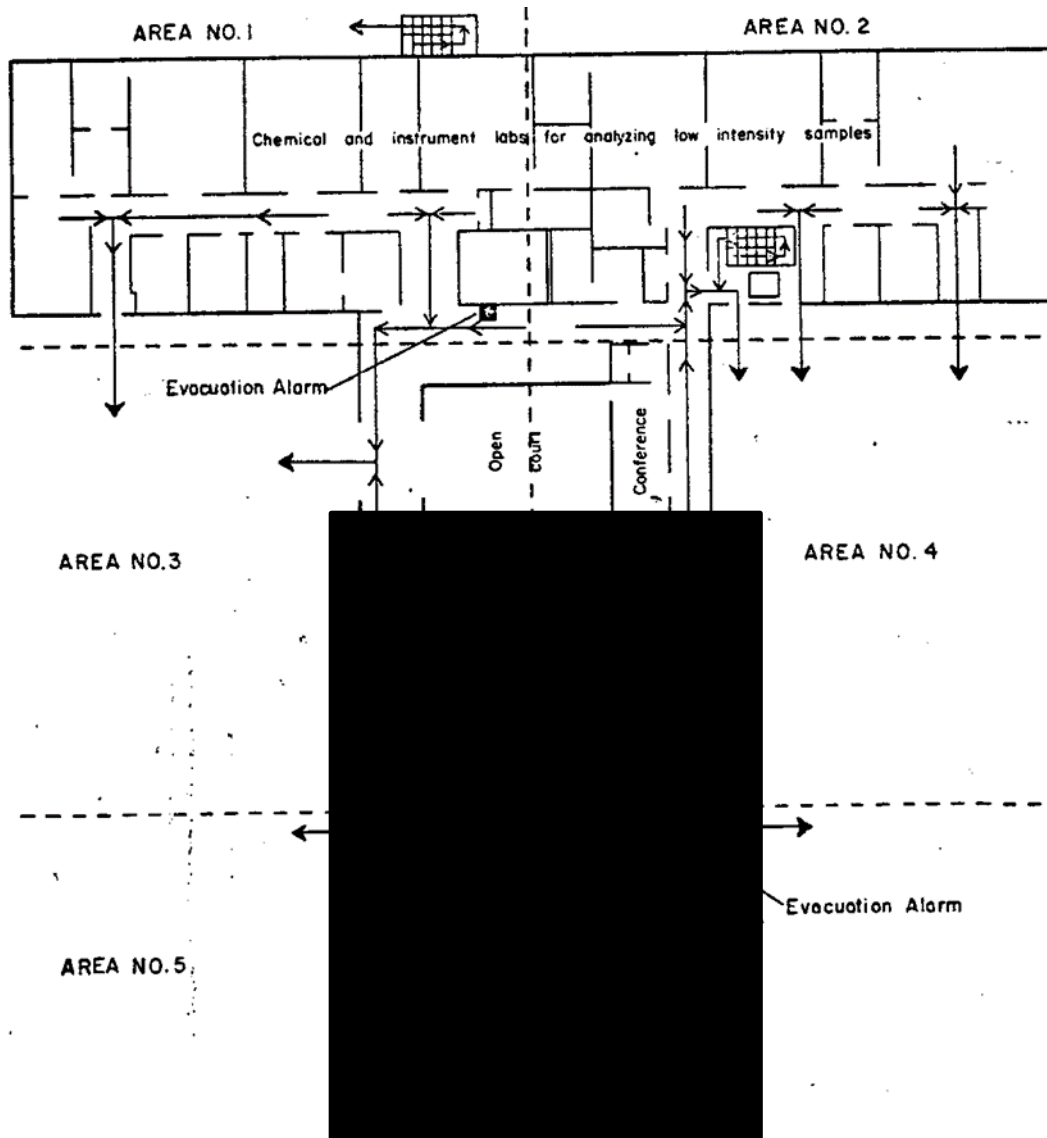 AREA NO. 1
AREA NO. 2
Chemical and instrument labs for analyzing low intensity samples
Evacuation Alarm
Open
court
Conference
AREA NO. 3
AREA NO. 4
Evacuation Alarm
AREA NO. 5